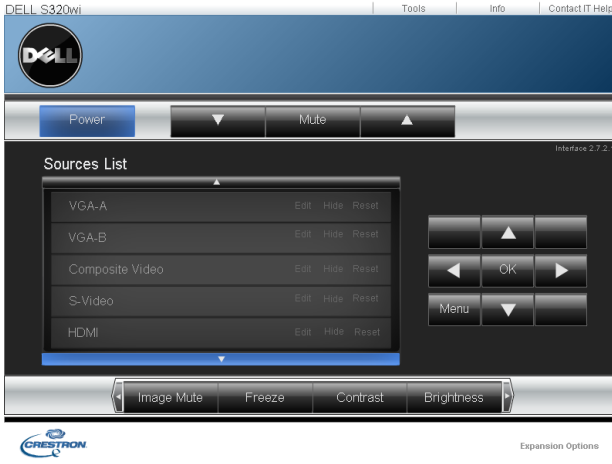 DELL S320wi
Tools Info Contact IT Help
DELL
Power Mute
Interface 2.7.2.
Sources List
VGA-A Edit Hide Reset
VGA-B Edit Hide Reset
Composite Video Edit Hide Reset
S-Video Edit Hide Reset
HDMI Edit Hide Reset
OK
Menu
Image Mute Freeze Contrast Brightness
CRESTRON
Expansion Options